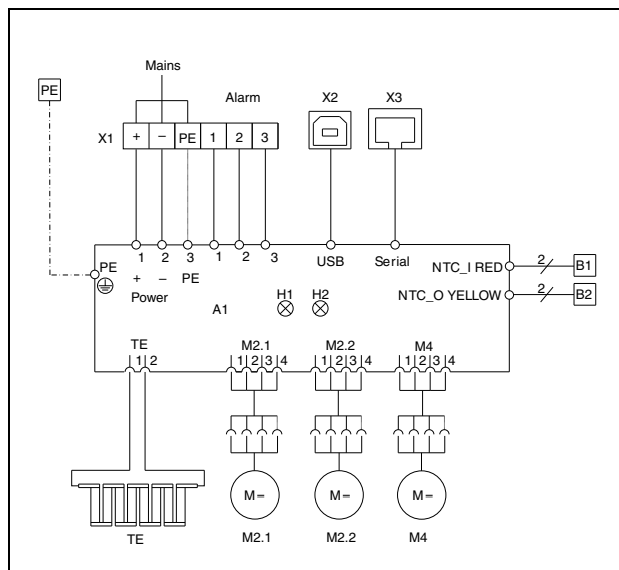 Mains
PE
Alarm
X2
X3
X1
+ – PE 1 2 3
1 2 3 1 2 3
USB
Serial
PE
+ – PE
Power
NTC_I RED
2
B1
NTC_O YELLOW
2
B2
A1
H1
H2
TE
1 2
M2.1
1 2 3 4
M2.2
1 2 3 4
M4
1 2 3 4
M=
M=
M=
TE
M2.1
M2.2
M4